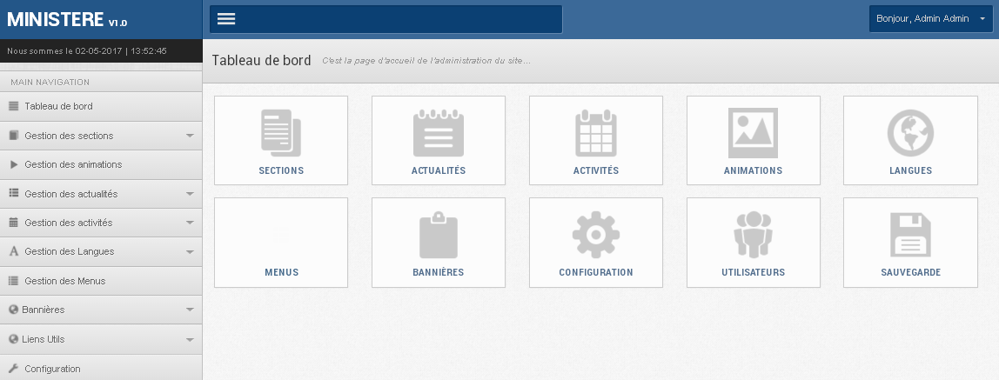 MINISTERE V1.0
Bonjour, Admin Admin
Nous sommes le 02-05-2017 | 13:52:45
Tableau de bord C'est la page d'accueil de l'administration du site...
MAIN NAVIGATION
Tableau de bord
Gestion des sections
Gestion des animations
Gestion des actualités
Gestion des activités
Gestion des Langues
Gestion des Menus
Bannières
Liens Utils
Configuration
SECTIONS
ACTUALITÉS
ACTIVITÉS
ANIMATIONS
LANGUES
MENUS
BANNIÈRES
CONFIGURATION
UTILISATEURS
SAUVEGARDE